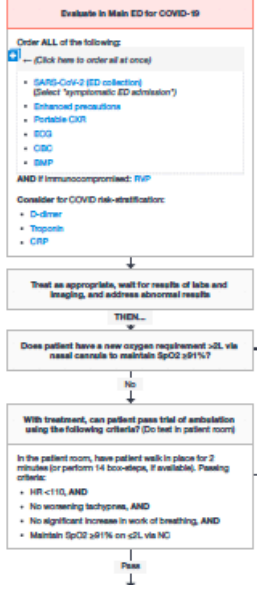 Evaluate in Main ED for COVID-19
Order ALL of the following:
← (Click here to order all at once)
• SARS-CoV-2 (ED collection)
(Select "symptomatic ED admission")
• Enhanced precautions
• Portable CXR
• ECG
• CBC
• BMP
AND if immunocompromised: RVP
Consider for COVID risk-stratification:
• D-dimer
• Troponin
• CRP
Treat as appropriate, wait for results of labs and
imaging, and address abnormal results
THEN...
Does patient have a new oxygen requirement >2L via
nasal cannula to maintain SpO2 ≥91%?
No
With treatment, can patient pass trial of ambulation
using the following criteria? (Do test in patient room)
In the patient room, have patient walk in place for 2
minutes (or perform 14 box-steps, if available). Passing
criteria:
• HR <110, AND
• No worsening tachypnea, AND
• No significant increase in work of breathing, AND
• Maintain SpO2 ≥91% on ≤2L via NC
Pass